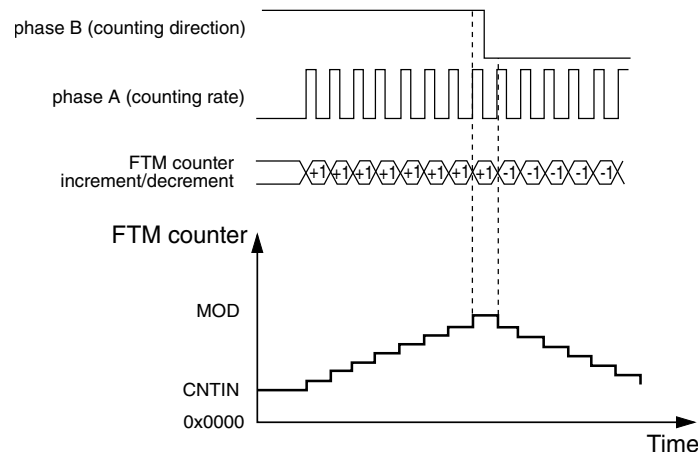 phase B (counting direction)
phase A (counting rate)
FTM counter
increment/decrement
+1 +1 +1 +1 +1 +1 +1 +1 -1 -1 -1 -1 -1
FTM counter
MOD
CNTIN
0x0000
Time